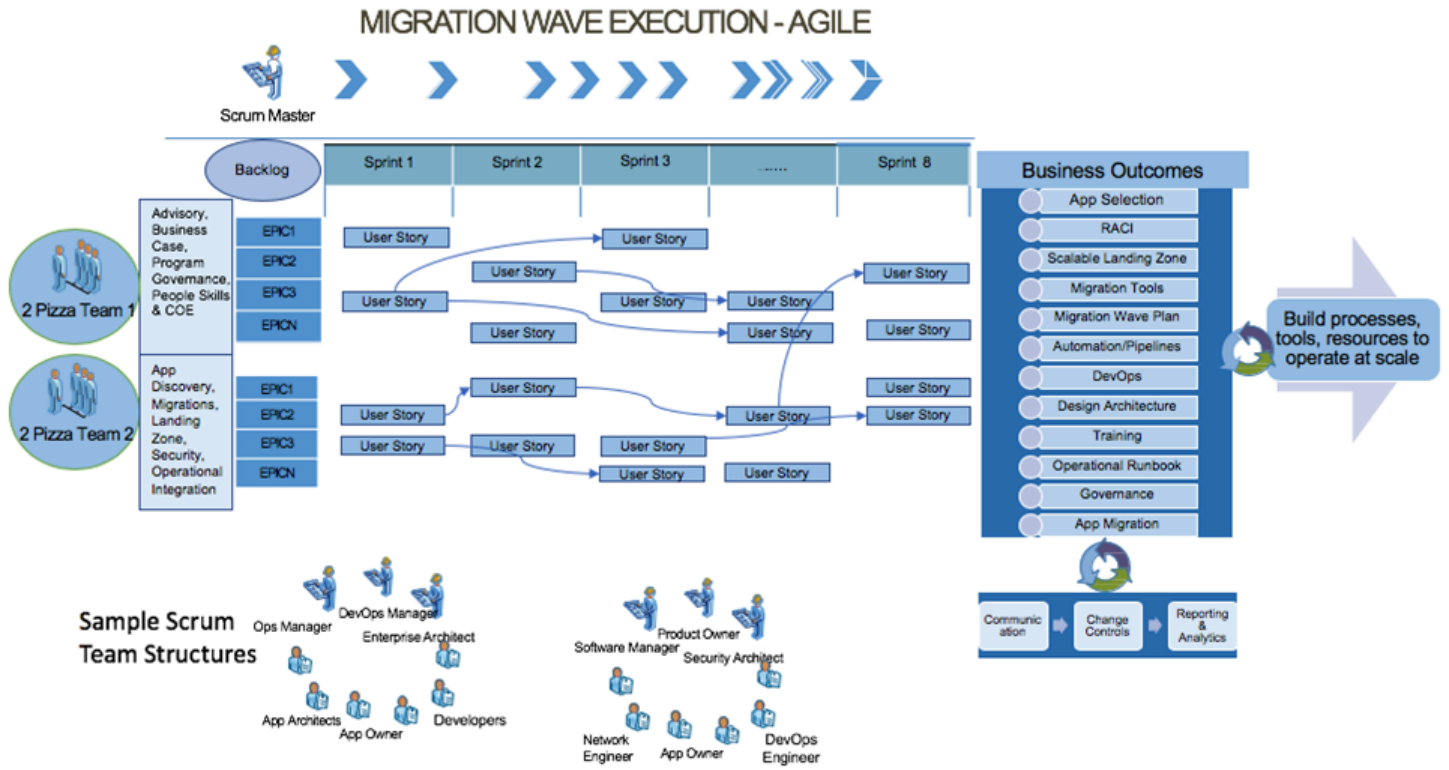 MIGRATION WAVE EXECUTION - AGILE
Scrum Master
Backlog
Sprint 1
Sprint 2
Sprint 3
.......
Sprint 8
2 Pizza Team 1
Advisory,
Business
Case,
Program
Governance,
People Skills
& COE
EPIC1
EPIC2
EPIC3
EPICN
User Story
User Story
User Story
User Story
User Story
User Story
User Story
User Story
User Story
User Story
2 Pizza Team 2
App
Discovery,
Migrations,
Landing
Zone,
Security,
Operational
Integration
EPIC1
EPIC2
EPIC3
EPICN
User Story
User Story
User Story
User Story
User Story
User Story
User Story
User Story
User Story
User Story
Business Outcomes
App Selection
RACI
Scalable Landing Zone
Migration Tools
Migration Wave Plan
Automation/Pipelines
DevOps
Design Architecture
Training
Operational Runbook
Governance
App Migration
Build processes,
tools, resources to
operate at scale
Communic
ation
Change
Controls
Reporting
&
Analytics
Sample Scrum
Team Structures
Ops Manager
DevOps Manager
Enterprise Architect
App Architects
App Owner
Developers
Software Manager
Product Owner
Security Architect
Network
Engineer
App Owner
DevOps
Engineer